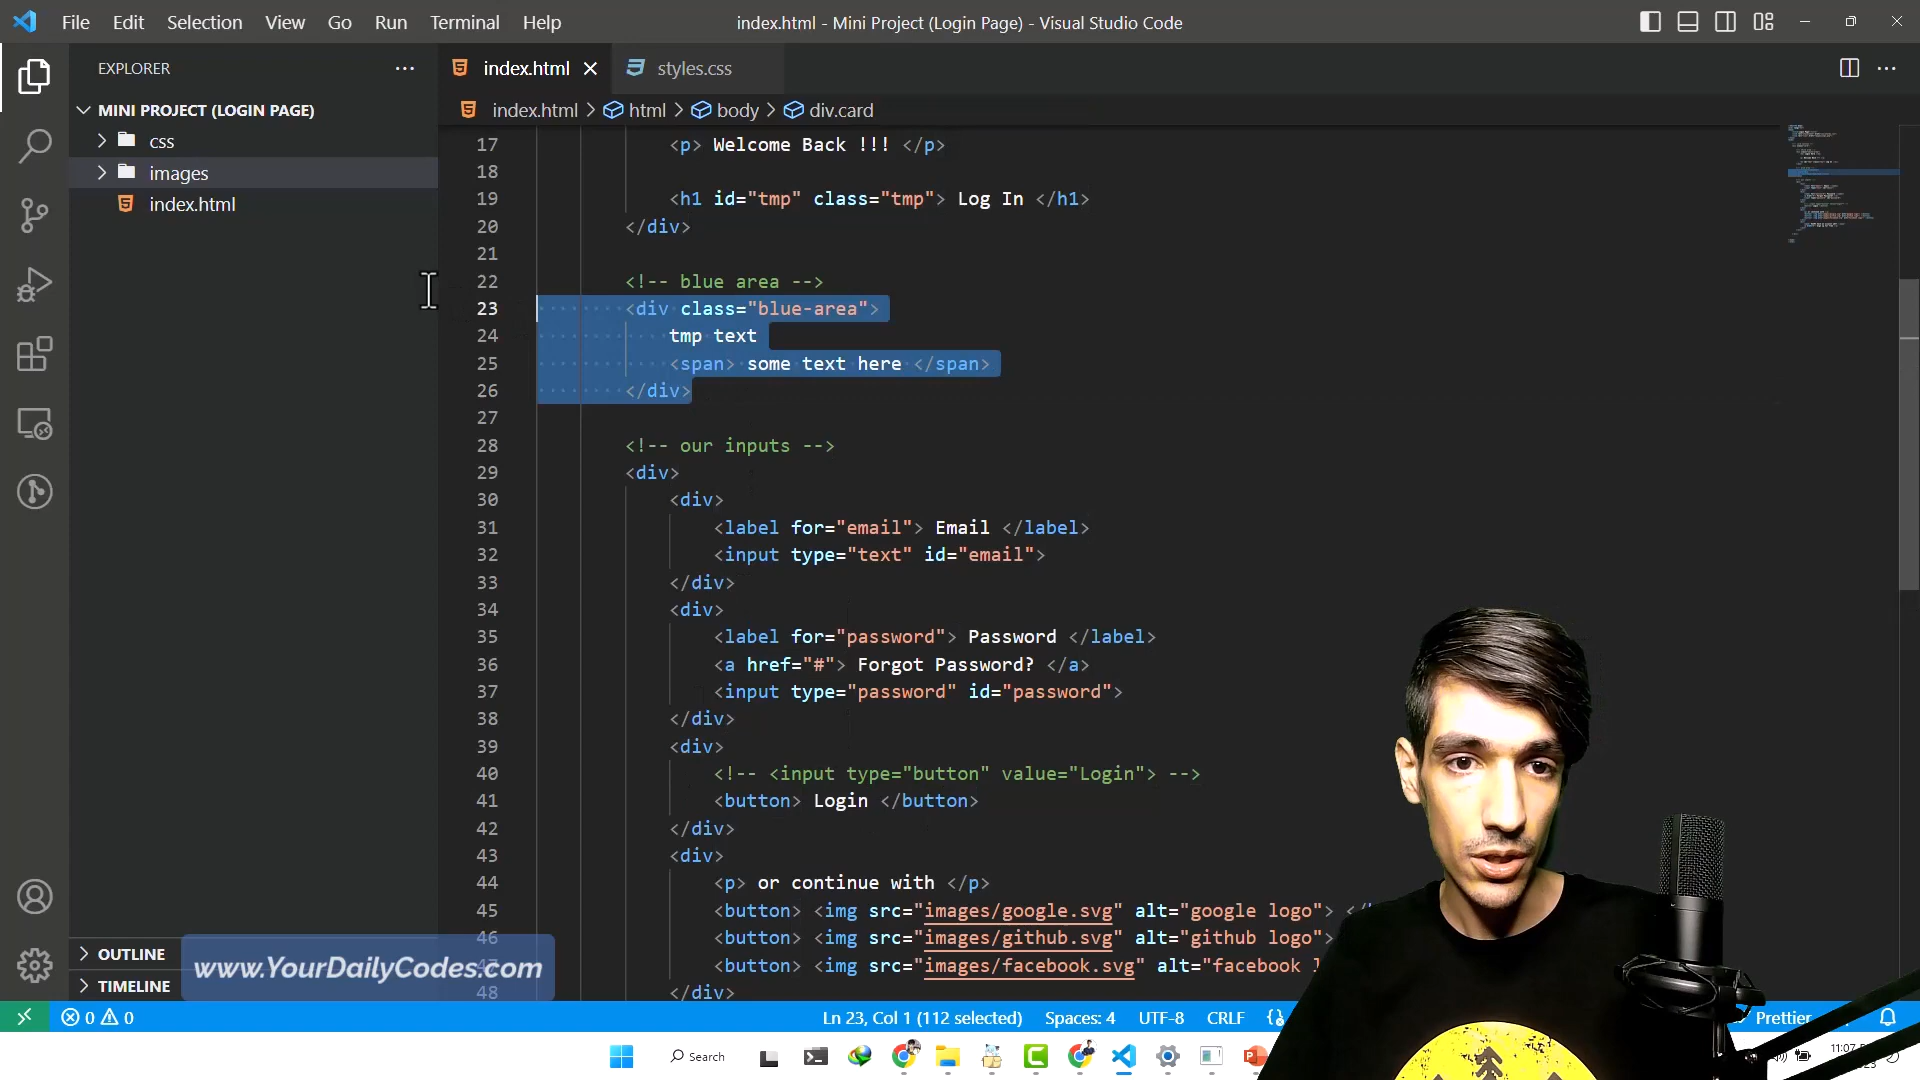 File Edit Selection View Go Run Terminal Help
index.html - Mini Project (Login Page) - Visual Studio Code
EXPLORER
MINI PROJECT (LOGIN PAGE)
css
images
index.html
OUTLINE
TIMELINE
index.html
styles.css
index.html > html > body > div.card
17 <p> Welcome Back !!! </p>
18
19 <h1 id="tmp" class="tmp"> Log In </h1>
20 </div>
21
22 <!-- blue area -->
23 <div class="blue-area">
24 tmp text
25 <span> some text here </span>
26 </div>
27
28 <!-- our inputs -->
29 <div>
30 <div>
31 <label for="email"> Email </label>
32 <input type="text" id="email">
33 </div>
34 <div>
35 <label for="password"> Password </label>
36 <a href="#"> Forgot Password? </a>
37 <input type="password" id="password">
38 </div>
39 <div>
40 <!-- <input type="button" value="Login"> -->
41 <button> Login </button>
42 </div>
43 <div>
44 <p> or continue with </p>
45 <button> <img src="images/google.svg" alt="google logo"> </
46 <button> <img src="images/github.svg" alt="github logo">
<button> <img src="images/facebook.svg" alt="facebook
48 </div>
www.YourDailyCodes.com
0 0
Ln 23, Col 1 (112 selected) Spaces: 4 UTF-8 CRLF
Prettier
Search